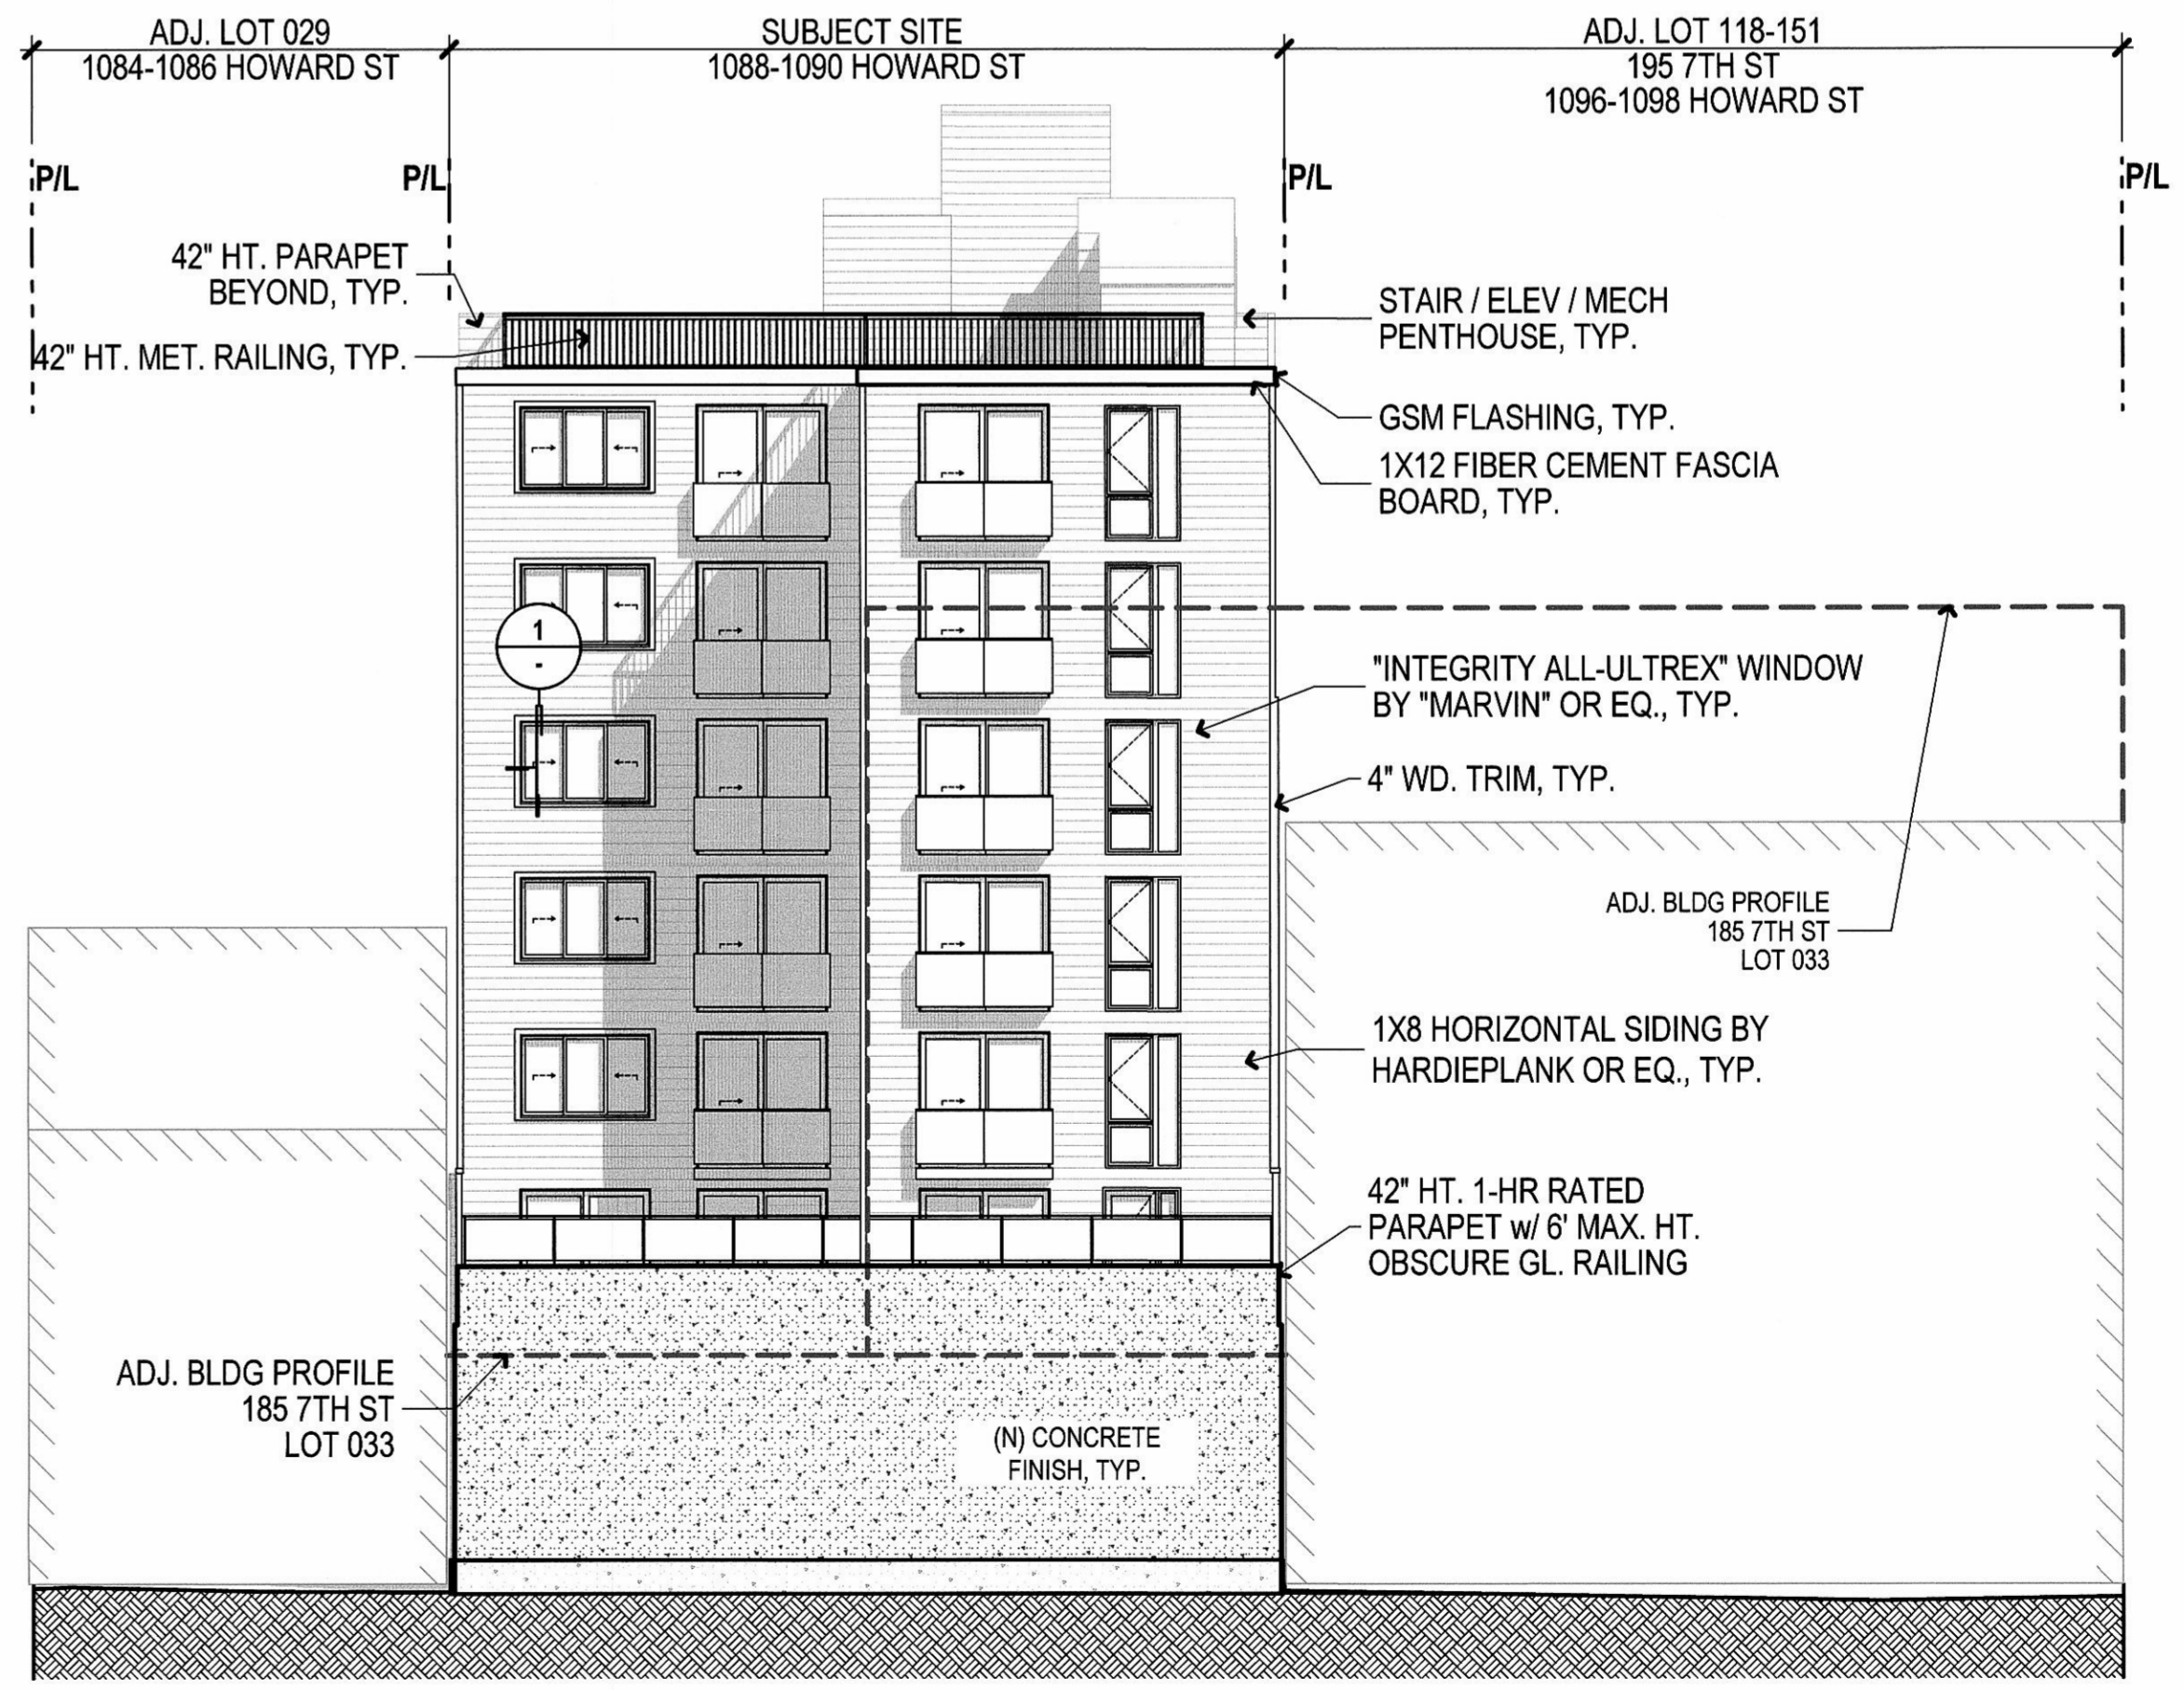 ADJ. LOT 029
1084-1086 HOWARD ST
SUBJECT SITE
1088-1090 HOWARD ST
ADJ. LOT 118-151
195 7TH ST
1096-1098 HOWARD ST
P/L
P/L
P/L
P/L
42" HT. PARAPET
BEYOND, TYP.
42" HT. MET. RAILING, TYP.
STAIR / ELEV / MECH
PENTHOUSE, TYP.
GSM FLASHING, TYP.
1X12 FIBER CEMENT FASCIA
BOARD, TYP.
1
-
"INTEGRITY ALL-ULTREX" WINDOW
BY "MARVIN" OR EQ., TYP.
4" WD. TRIM, TYP.
ADJ. BLDG PROFILE
185 7TH ST
LOT 033
1X8 HORIZONTAL SIDING BY
HARDIEPLANK OR EQ., TYP.
42" HT. 1-HR RATED
PARAPET w/ 6' MAX. HT.
OBSCURE GL. RAILING
ADJ. BLDG PROFILE
185 7TH ST
LOT 033
(N) CONCRETE
FINISH, TYP.